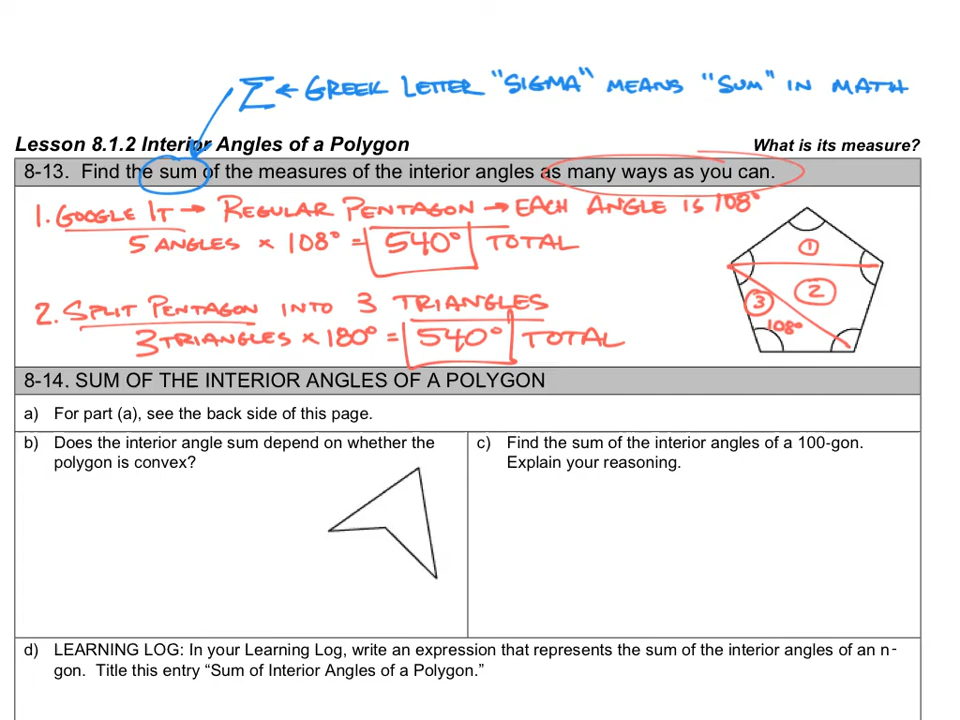 Σ ← GREEK LETTER "SIGMA" MEANS "SUM" IN MATH
Lesson 8.1.2 Interior Angles of a Polygon What is its measure?
8-13. Find the sum of the measures of the interior angles as many ways as you can.
1. GOOGLE IT → REGULAR PENTAGON → EACH ANGLE IS 108°
5 ANGLES × 108° = 540° TOTAL
1
2
3
108°
2. SPLIT PENTAGON INTO 3 TRIANGLES
3 TRIANGLES × 180° = 540° TOTAL
8-14. SUM OF THE INTERIOR ANGLES OF A POLYGON
a) For part (a), see the back side of this page.
b) Does the interior angle sum depend on whether the
polygon is convex?
c) Find the sum of the interior angles of a 100-gon.
Explain your reasoning.
d) LEARNING LOG: In your Learning Log, write an expression that represents the sum of the interior angles of an n-
gon. Title this entry “Sum of Interior Angles of a Polygon.”